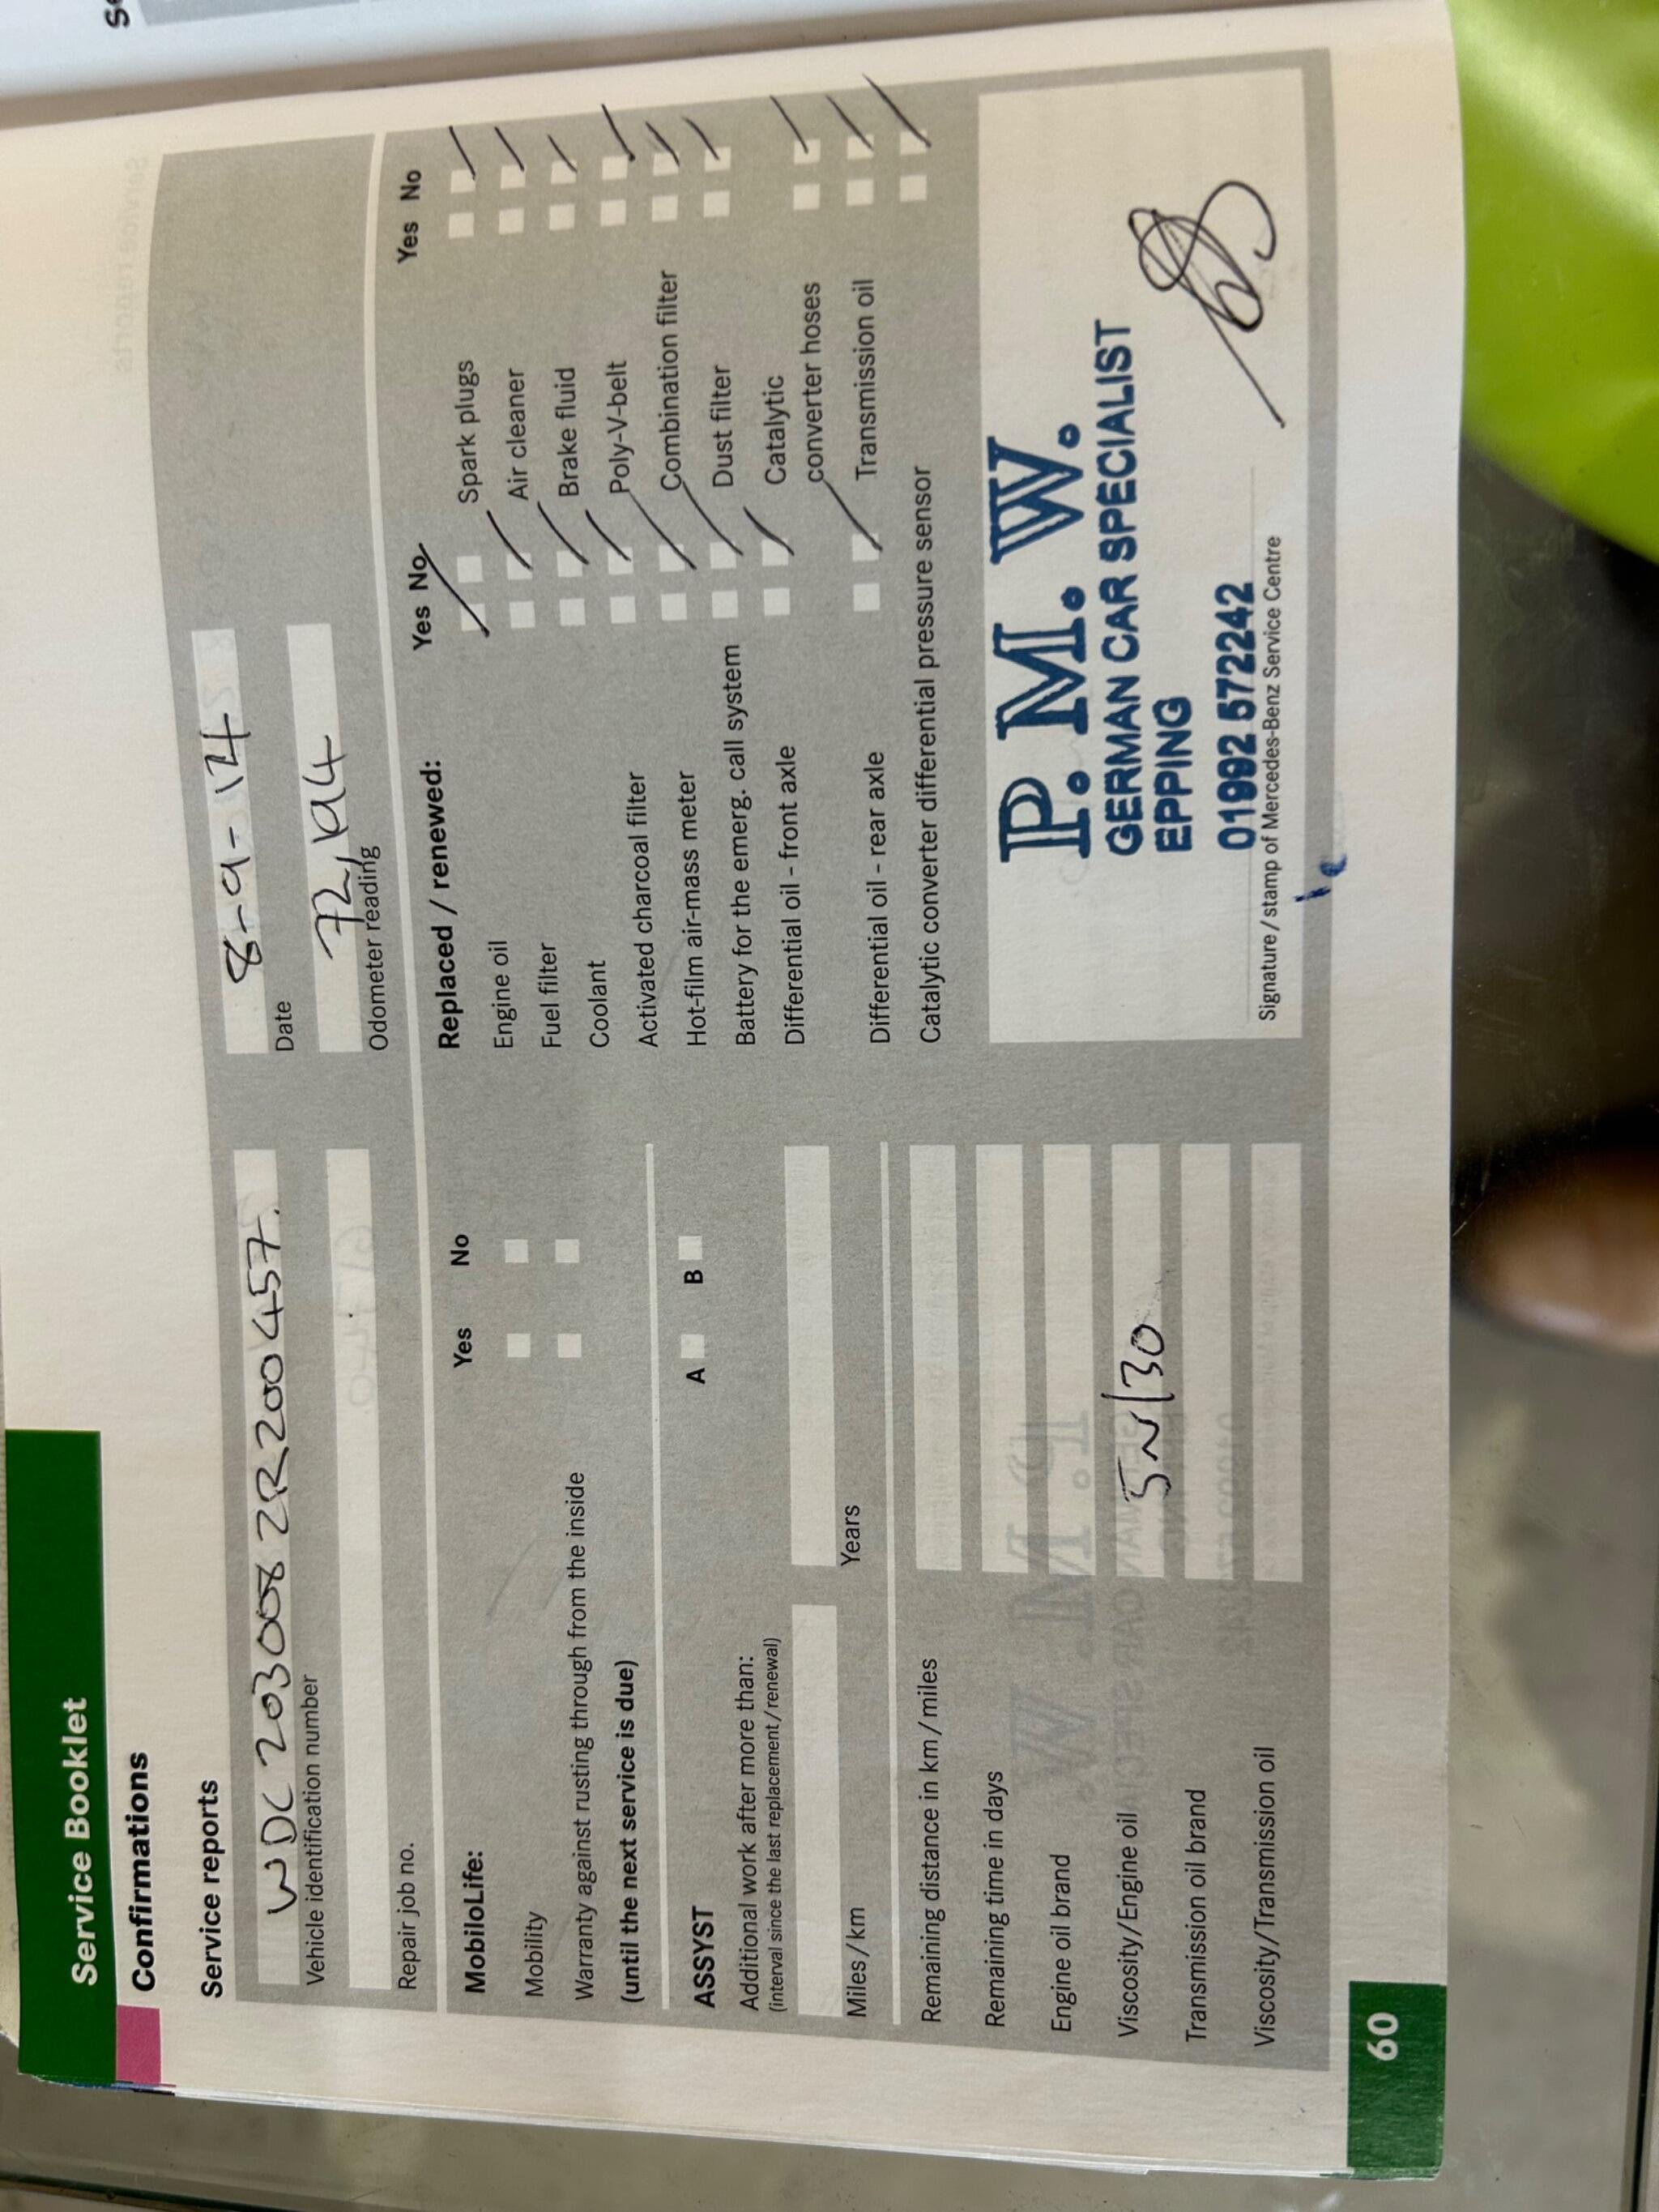 Service Booklet
Confirmations
Service reports
WDC 2030082R200457.
Vehicle identification number
Repair job no.
8-9-14
Date
72,194
Odometer reading
MobiloLife:
Yes No
Mobility
Warranty against rusting through from the inside
(until the next service is due)
ASSYST
A B
Additional work after more than:
(interval since the last replacement/renewal)
Miles/km
Years
Remaining distance in km/miles
Remaining time in days
Engine oil brand
Viscosity/Engine oil
5W/30
Transmission oil brand
Viscosity/Transmission oil
Replaced / renewed:
Yes No
Yes No
Engine oil
Spark plugs
Fuel filter
Air cleaner
Coolant
Brake fluid
Activated charcoal filter
Poly-V-belt
Hot-film air-mass meter
Combination filter
Battery for the emerg. call system
Dust filter
Differential oil - front axle
Catalytic
converter hoses
Differential oil - rear axle
Transmission oil
Catalytic converter differential pressure sensor
P. M. W.
GERMAN CAR SPECIALIST
EPPING
01992 572242
Signature/stamp of Mercedes-Benz Service Centre
60